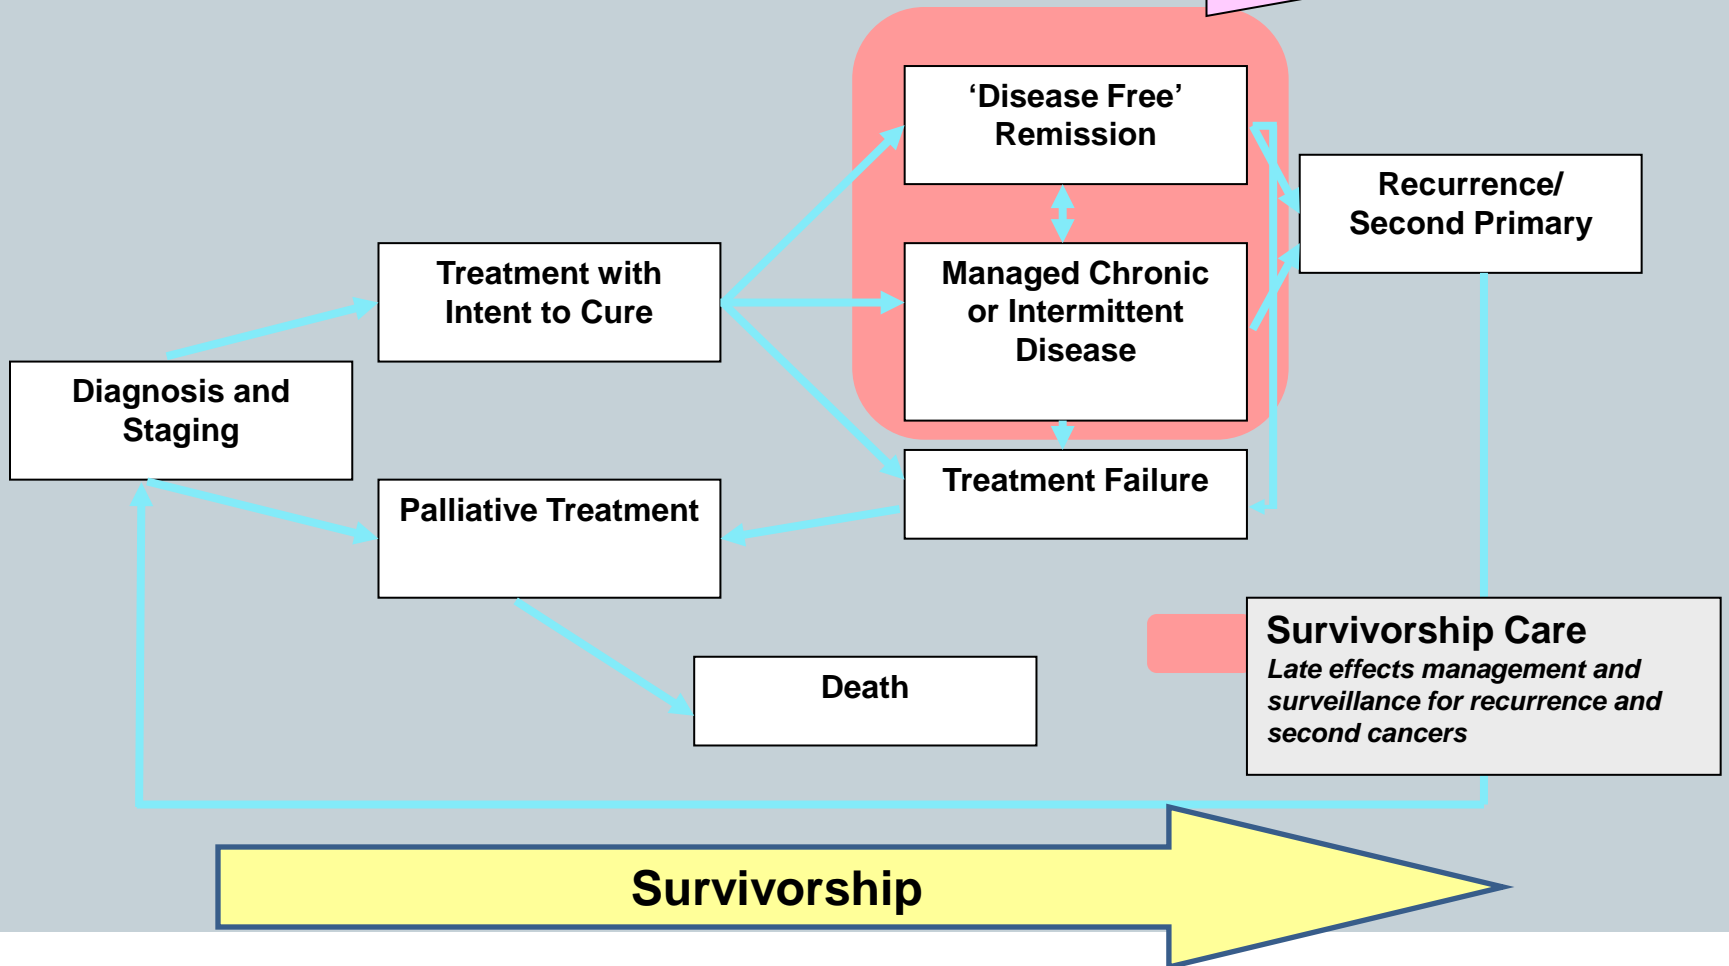 ‘Disease Free’
Remission
Recurrence/
Second Primary
Treatment with
Intent to Cure
Managed Chronic
or Intermittent
Disease
Diagnosis and
Staging
Treatment Failure
Palliative Treatment
Death
Survivorship Care
Late effects management and
surveillance for recurrence and
second cancers
Survivorship